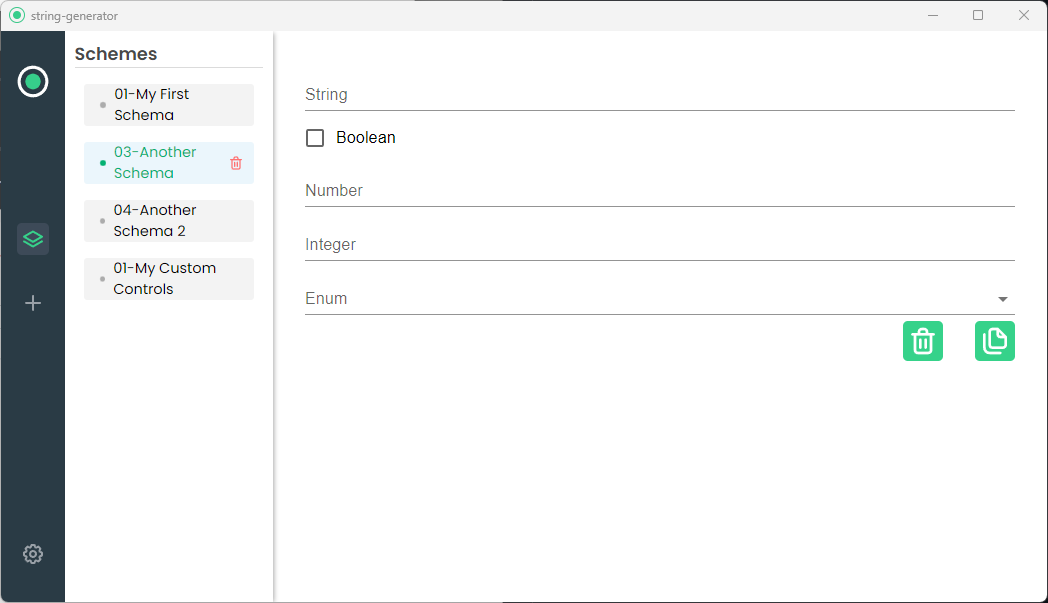 string-generator
Schemes
01-My First
Schema
03-Another
Schema
04-Another
Schema 2
01-My Custom
Controls
String
Boolean
Number
Integer
Enum